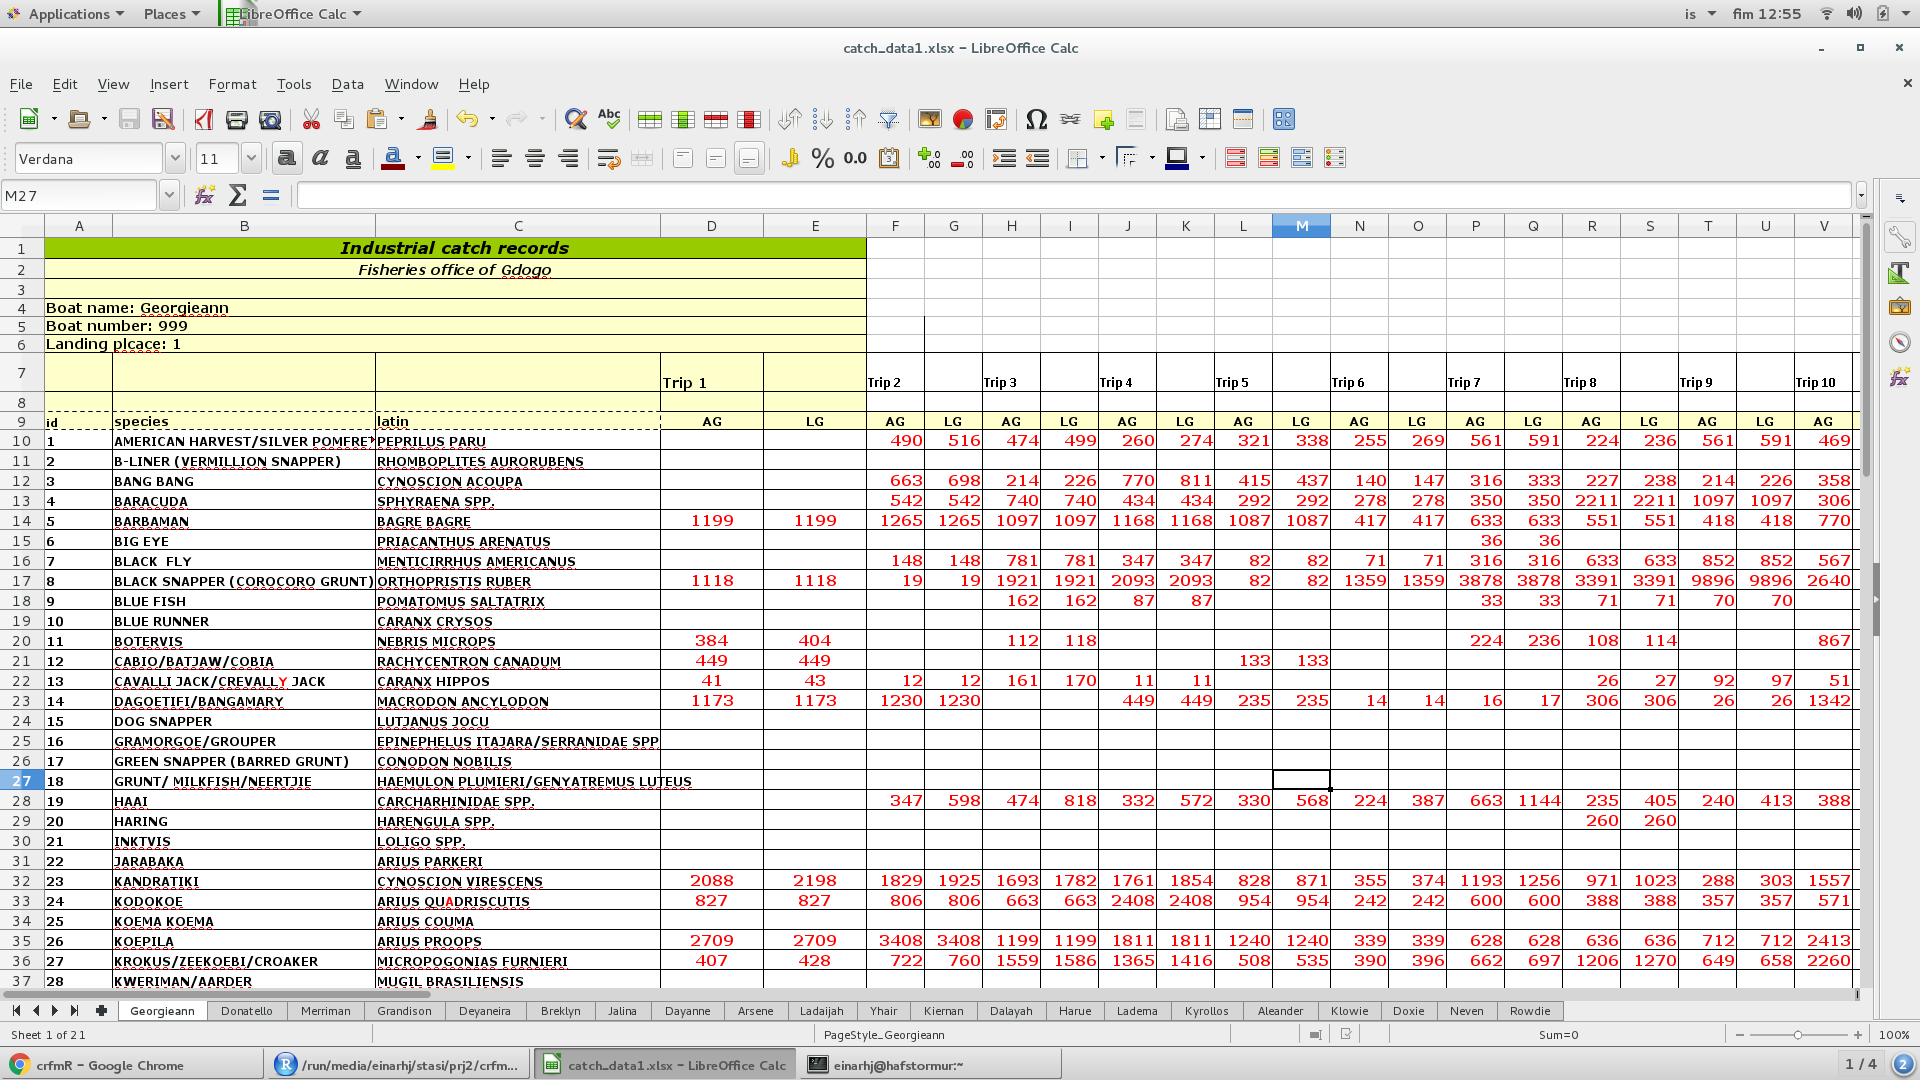 Applications Places LibreOffice Calc is fim 12:55
catch_data1.xlsx – LibreOffice Calc
File Edit View Insert Format Tools Data Window Help
Verdana 11
M27
A B C D E F G H I J K L M N O P Q R S T U V
1 Industrial catch records
2 Fisheries office of Gdogo
3
4 Boat name: Georgieann
5 Boat number: 999
6 Landing plcace: 1
7 Trip 1 Trip 2 Trip 3 Trip 4 Trip 5 Trip 6 Trip 7 Trip 8 Trip 9 Trip 10
8
9 id species latin AG LG AG LG AG LG AG LG AG LG AG LG AG LG AG LG AG LG AG
10 1 AMERICAN HARVEST/SILVER POMFRET PEPRILUS PARU 490 516 474 499 260 274 321 338 255 269 561 591 224 236 561 591 469
11 2 B-LINER (VERMILLION SNAPPER) RHOMBOPLITES AURORUBENS
12 3 BANG BANG CYNOSCION ACOUPA 663 698 214 226 770 811 415 437 140 147 316 333 227 238 214 226 358
13 4 BARACUDA SPHYRAENA SPP. 542 542 740 740 434 434 292 292 278 278 350 350 2211 2211 1097 1097 306
14 5 BARBAMAN BAGRE BAGRE 1199 1199 1265 1265 1097 1097 1168 1168 1087 1087 417 417 633 633 551 551 418 418 770
15 6 BIG EYE PRIACANTHUS ARENATUS 36 36
16 7 BLACK FLY MENTICIRRHUS AMERICANUS 148 148 781 781 347 347 82 82 71 71 316 316 633 633 852 852 567
17 8 BLACK SNAPPER (COROCORO GRUNT) ORTHOPRISTIS RUBER 1118 1118 19 19 1921 1921 2093 2093 82 82 1359 1359 3878 3878 3391 3391 9896 9896 2640
18 9 BLUE FISH POMATOMUS SALTATRIX 162 162 87 87 33 33 71 71 70 70
19 10 BLUE RUNNER CARANX CRYSOS
20 11 BOTERVIS NEBRIS MICROPS 384 404 112 118 224 236 108 114 867
21 12 CABIO/BATJAW/COBIA RACHYCENTRON CANADUM 449 449 133 133
22 13 CAVALLI JACK/CREVALLY JACK CARANX HIPPOS 41 43 12 12 161 170 11 11 26 27 92 97 51
23 14 DAGOETIFI/BANGAMARY MACRODON ANCYLODON 1173 1173 1230 1230 449 449 235 235 14 14 16 17 306 306 26 26 1342
24 15 DOG SNAPPER LUTJANUS JOCU
25 16 GRAMORGOE/GROUPER EPINEPHELUS ITAJARA/SERRANIDAE SPP
26 17 GREEN SNAPPER (BARRED GRUNT) CONODON NOBILIS
27 18 GRUNT/ MILKFISH/NEERTJIE HAEMULON PLUMIERI/GENYATREMUS LUTEUS
28 19 HAAI CARCHARHINIDAE SPP. 347 598 474 818 332 572 330 568 224 387 663 1144 235 405 240 413 388
29 20 HARING HARENGULA SPP. 260 260
30 21 INKTVIS LOLIGO SPP.
31 22 JARABAKA ARIUS PARKERI
32 23 KANDRATIKI CYNOSCION VIRESCENS 2088 2198 1829 1925 1693 1782 1761 1854 828 871 355 374 1193 1256 971 1023 288 303 1557
33 24 KODOKOE ARIUS QUADRISCUTIS 827 827 806 806 663 663 2408 2408 954 954 242 242 600 600 388 388 357 357 571
34 25 KOEMA KOEMA ARIUS COUMA
35 26 KOEPILA ARIUS PROOPS 2709 2709 3408 3408 1199 1199 1811 1811 1240 1240 339 339 628 628 636 636 712 712 2413
36 27 KROKUS/ZEEKOEBI/CROAKER MICROPOGONIAS FURNIERI 407 428 722 760 1559 1586 1365 1416 508 535 390 396 662 697 1206 1270 649 658 2260
37 28 KWERIMAN/AARDER MUGIL BRASILIENSIS
Georgieann Donatello Merriman Grandison Deyaneira Breklyn Jalina Dayanne Arsene Ladaijah Yhair Kiernan Dalayah Harue Ladema Kyrollos Aleander Klowie Doxie Neven Rowdie
Sheet 1 of 21 PageStyle_Georgieann Sum=0 100%
crfmR – Google Chrome /run/media/einarhj/stasi/prj2/crfm... catch_data1.xlsx – LibreOffice Calc einarhj@hafstormur:~ 1 / 4 2